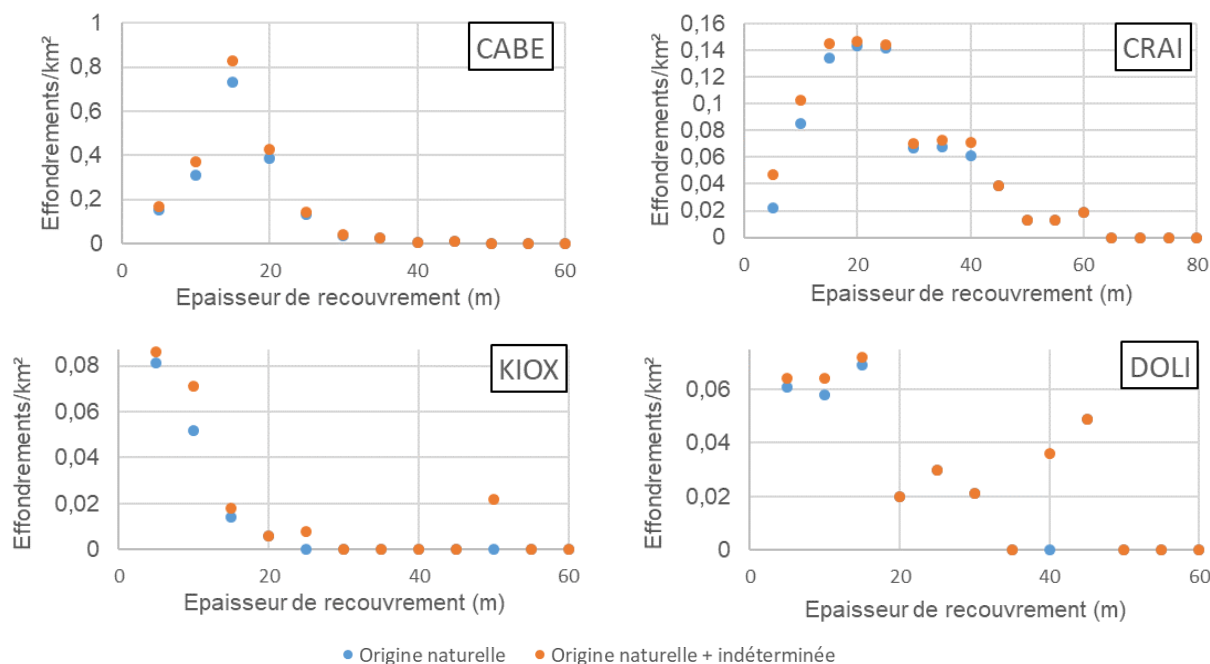 CABE
Effondrements/km²
1
0,8
0,6
0,4
0,2
0
0 20 40 60
Epaisseur de recouvrement (m)
CRAI
Effondrements/km²
0,16
0,14
0,12
0,1
0,08
0,06
0,04
0,02
0
0 20 40 60 80
Epaisseur de recouvrement (m)
KIOX
Effondrements/km²
0,08
0,06
0,04
0,02
0
0 20 40 60
Epaisseur de recouvrement (m)
DOLI
Effondrements/km²
0,06
0,04
0,02
0
0 20 40 60
Epaisseur de recouvrement (m)
Origine naturelle Origine naturelle + indéterminée